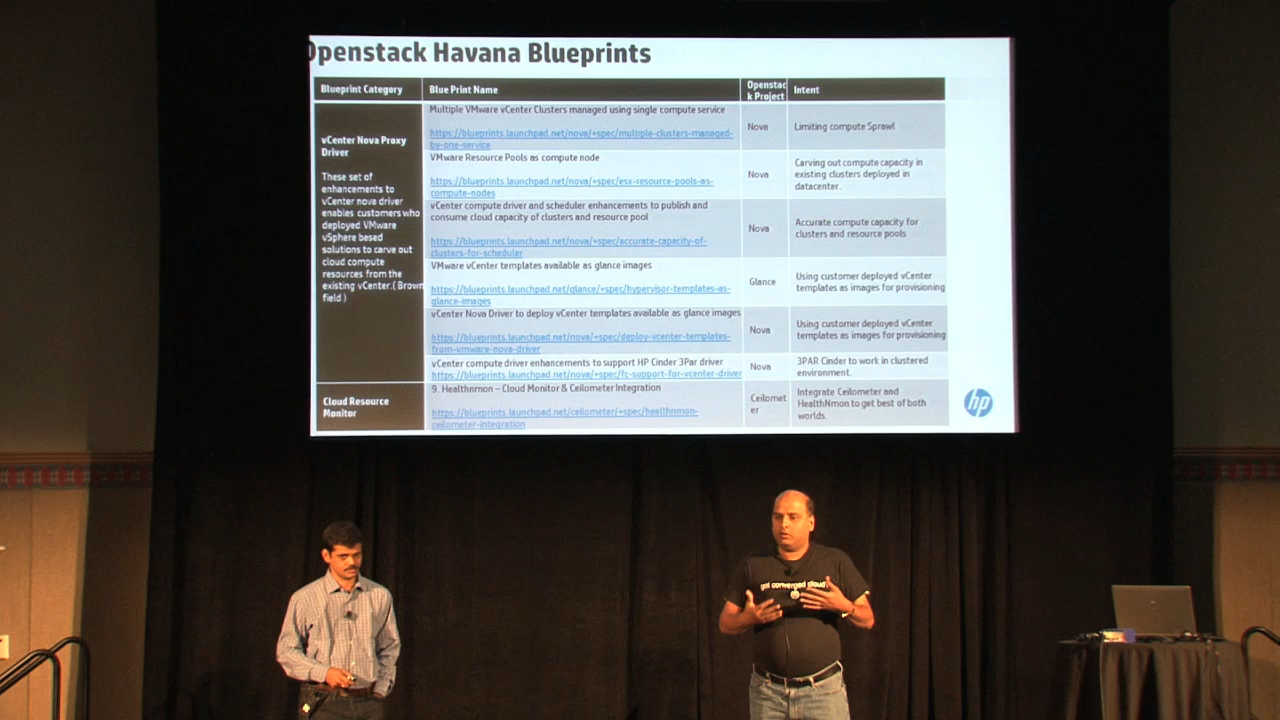 Openstack Havana Blueprints
Blueprint Category
Blue Print Name
Openstac
k Project
Intent
vCenter Nova Proxy
Driver
These set of
enhancements to
vCenter nova driver
enables customers who
deployed VMware
vSphere based
solutions to carve out
cloud compute
resources from the
existing vCenter.( Brown
field )
Multiple VMware vCenter Clusters managed using single compute service
https://blueprints.launchpad.net/nova/+spec/multiple-clusters-managed-
by-one-service
Nova
Limiting compute Sprawl
VMware Resource Pools as compute node
https://blueprints.launchpad.net/nova/+spec/esx-resource-pools-as-
compute-nodes
Nova
Carving out compute capacity in
existing clusters deployed in
datacenter.
vCenter compute driver and scheduler enhancements to publish and
consume cloud capacity of clusters and resource pool
https://blueprints.launchpad.net/nova/+spec/accurate-capacity-of-
clusters-for-scheduler
Nova
Accurate compute capacity for
clusters and resource pools
VMware vCenter templates available as glance images
https://blueprints.launchpad.net/glance/+spec/hypervisor-templates-as-
glance-images
Glance
Using customer deployed vCenter
templates as images for provisioning
vCenter Nova Driver to deploy vCenter templates available as glance images
https://blueprints.launchpad.net/nova/+spec/deploy-vcenter-templates-
from-vmware-nova-driver
Nova
Using customer deployed vCenter
templates as images for provisioning
vCenter compute driver enhancements to support HP Cinder 3Par driver
https://blueprints.launchpad.net/nova/+spec/fc-support-for-vcenter-driver
Nova
3PAR Cinder to work in clustered
environment.
Cloud Resource
Monitor
9. Healthnmon – Cloud Monitor & Ceilometer Integration
https://blueprints.launchpad.net/ceilometer/+spec/healthnmon-
ceilometer-integration
Ceilomet
er
Integrate Ceilometer and
HealthNmon to get best of both
worlds.
hp
got converged cloud?